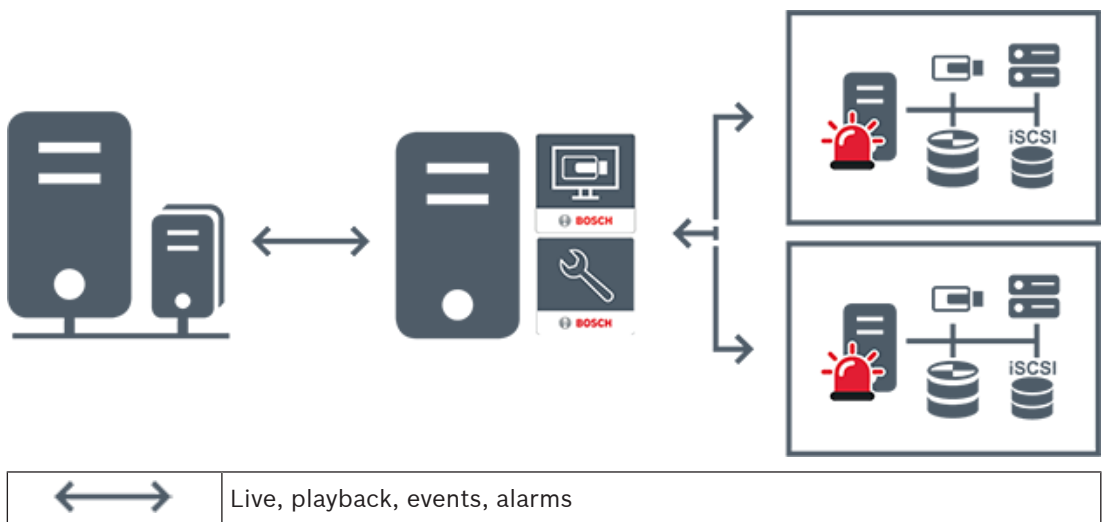 BOSCH
BOSCH
iSCSI
iSCSI
Live, playback, events, alarms